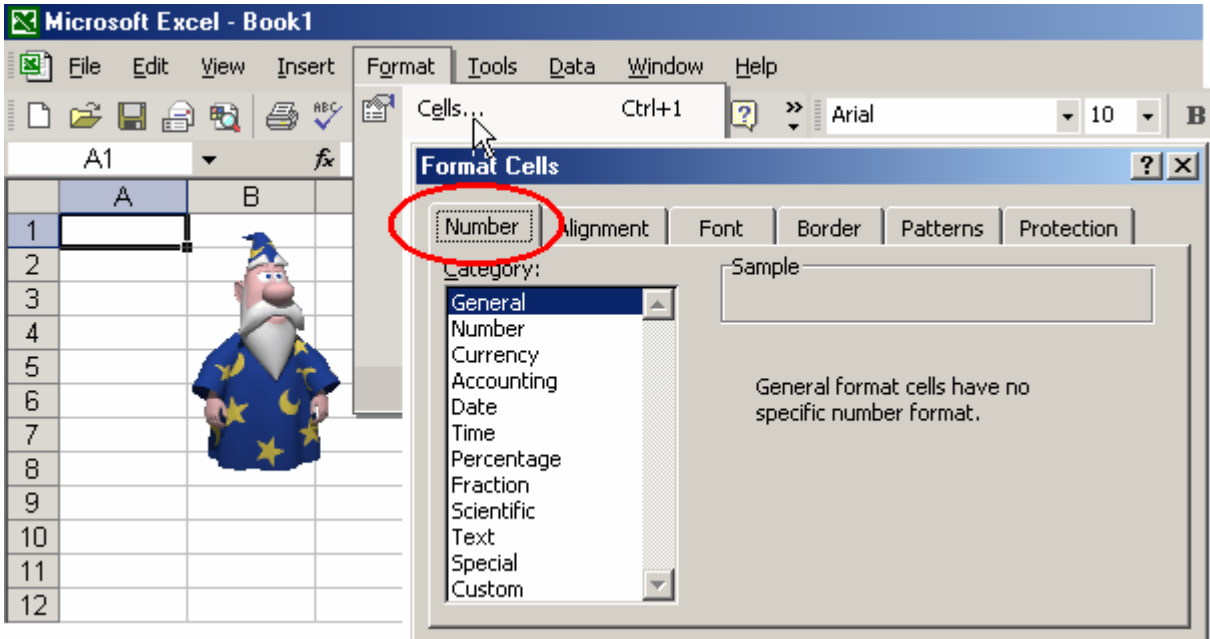 Microsoft Excel - Book1
File Edit View Insert Format Tools Data Window Help
ABC Cells... Ctrl+1 ? » Arial 10 B
A1 fx
Format Cells ? X
A B
Number Alignment Font Border Patterns Protection
1
2
3
4
5
6
7
8
9
10
11
12
Category:
General
Number
Currency
Accounting
Date
Time
Percentage
Fraction
Scientific
Text
Special
Custom
Sample
General format cells have no
specific number format.